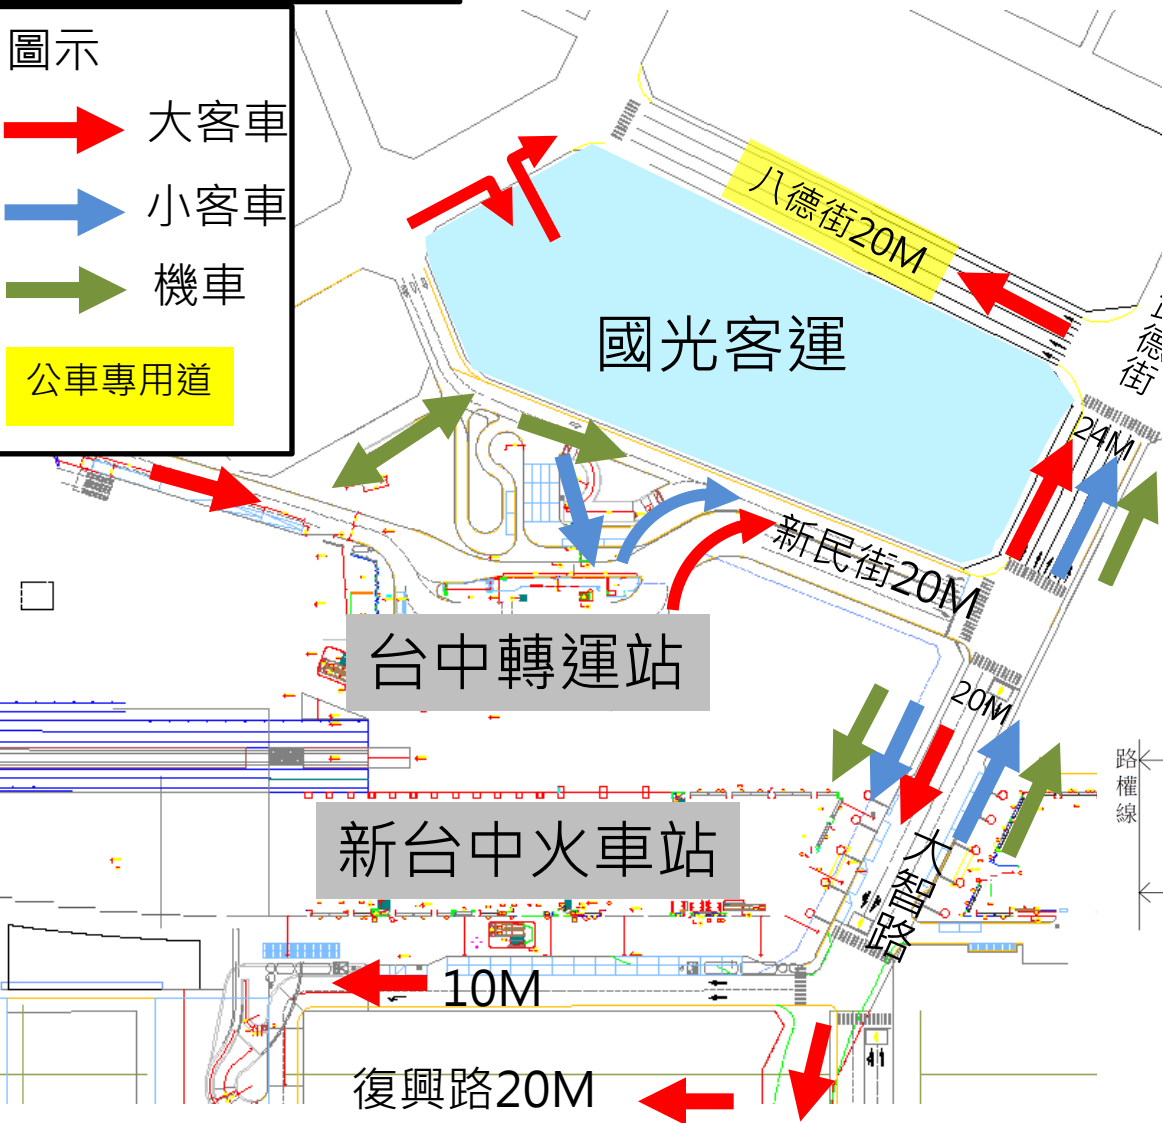 圖示
大客車
小客車
機車
公車專用道
八德街20M
國光客運
德街
24M
新民街20M
台中轉運站
20M
路權線
新台中火車站
大智路
10M
復興路20M